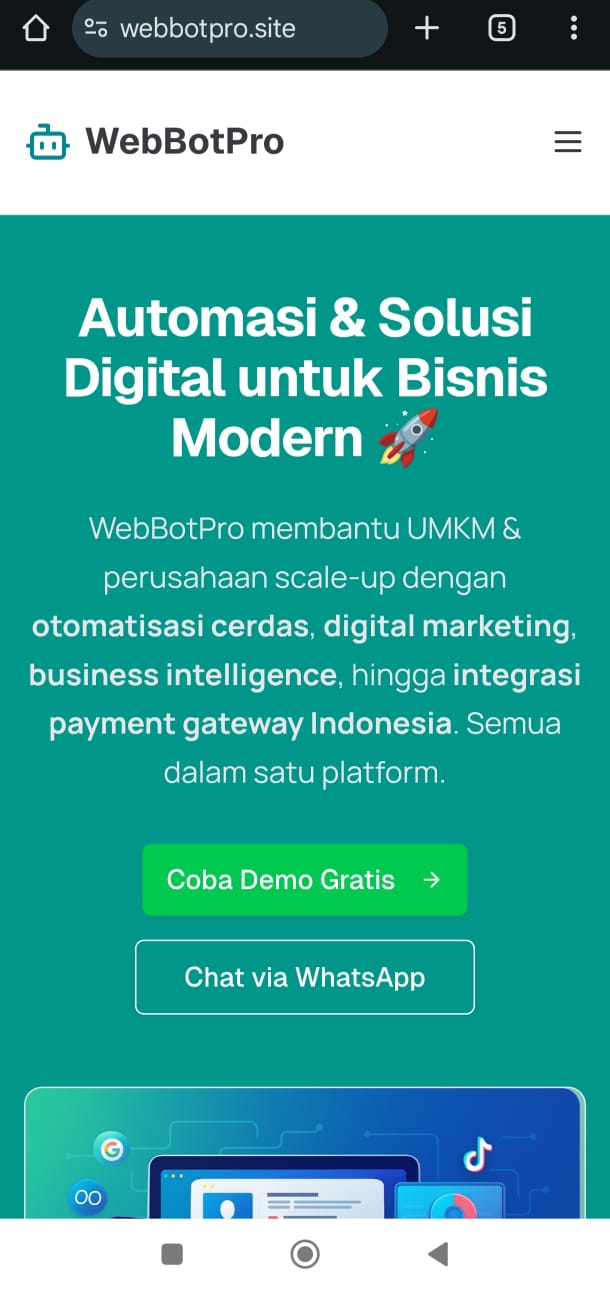 webbotpro.site
5
WebBotPro
Automasi & Solusi
Digital untuk Bisnis
Modern 🚀
WebBotPro membantu UMKM &
perusahaan scale-up dengan
otomatisasi cerdas, digital marketing,
business intelligence, hingga integrasi
payment gateway Indonesia. Semua
dalam satu platform.
Coba Demo Gratis →
Chat via WhatsApp
G